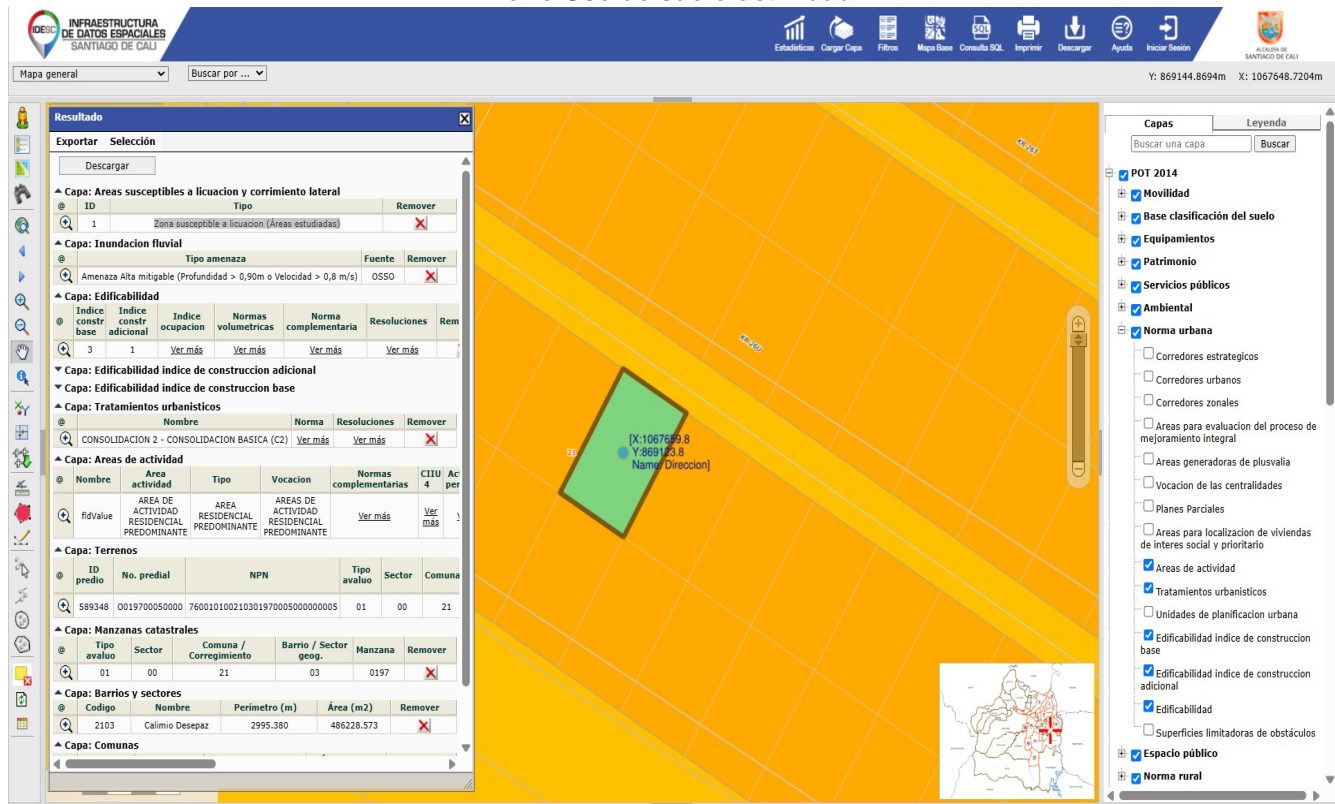 IDESC
INFRAESTRUCTURA
DE DATOS ESPACIALES
SANTIAGO DE CALI
Estadísticas Cargar Capa Filtros Mapa Base Consulta SQL Imprimir Descargar Ayuda Iniciar Sesión
ALCALDÍA DE
SANTIAGO DE CALI
Mapa general Buscar por ... Y: 869144.8694m X: 1067648.7204m
Resultado
Exportar Selección
Descargar
Capa: Areas susceptibles a licuacion y corrimiento lateral
@ ID Tipo Remover
1 Zona susceptible a licuacion (Áreas estudiadas)
Capa: Inundacion fluvial
@ Tipo amenaza Fuente Remover
Amenaza Alta mitigable (Profundidad > 0,90m o Velocidad > 0,8 m/s) OSSO
Capa: Edificabilidad
@ Indice constr base Indice constr adicional Indice ocupacion Normas volumetricas Norma complementaria Resoluciones Rem
3 1 Ver más Ver más Ver más Ver más
Capa: Edificabilidad indice de construccion adicional
Capa: Edificabilidad indice de construccion base
Capa: Tratamientos urbanisticos
@ Nombre Norma Resoluciones Remover
CONSOLIDACION 2 - CONSOLIDACION BASICA (C2) Ver más Ver más
Capa: Areas de actividad
@ Nombre Area actividad Tipo Vocacion Normas complementarias CIIU 4 Ac per
fldValue AREA DE ACTIVIDAD RESIDENCIAL PREDOMINANTE AREA RESIDENCIAL PREDOMINANTE AREAS DE ACTIVIDAD RESIDENCIAL PREDOMINANTE Ver más Ver más
Capa: Terrenos
@ ID predio No. predial NPN Tipo avaluo Sector Comuna
589348 O019700050000 760010100210301970005000000005 01 00 21
Capa: Manzanas catastrales
@ Tipo avaluo Sector Comuna / Corregimiento Barrio / Sector geog. Manzana Remover
01 00 21 03 0197
Capa: Barrios y sectores
@ Codigo Nombre Perímetro (m) Área (m2) Remover
2103 Calimio Desepaz 2995.380 486228.573
Capa: Comunas
KR 26T
KR 26U
21
[X:1067659.8
Y:869123.8
Name: Direccion]
Capas Leyenda
Buscar una capa Buscar
POT 2014
Movilidad
Base clasificación del suelo
Equipamientos
Patrimonio
Servicios públicos
Ambiental
Norma urbana
Corredores estrategicos
Corredores urbanos
Corredores zonales
Areas para evaluacion del proceso de
mejoramiento integral
Areas generadoras de plusvalia
Vocacion de las centralidades
Planes Parciales
Areas para localizacion de viviendas
de interes social y prioritario
Areas de actividad
Tratamientos urbanisticos
Unidades de planificacion urbana
Edificabilidad indice de construccion
base
Edificabilidad indice de construccion
adicional
Edificabilidad
Superficies limitadoras de obstáculos
Espacio público
Norma rural